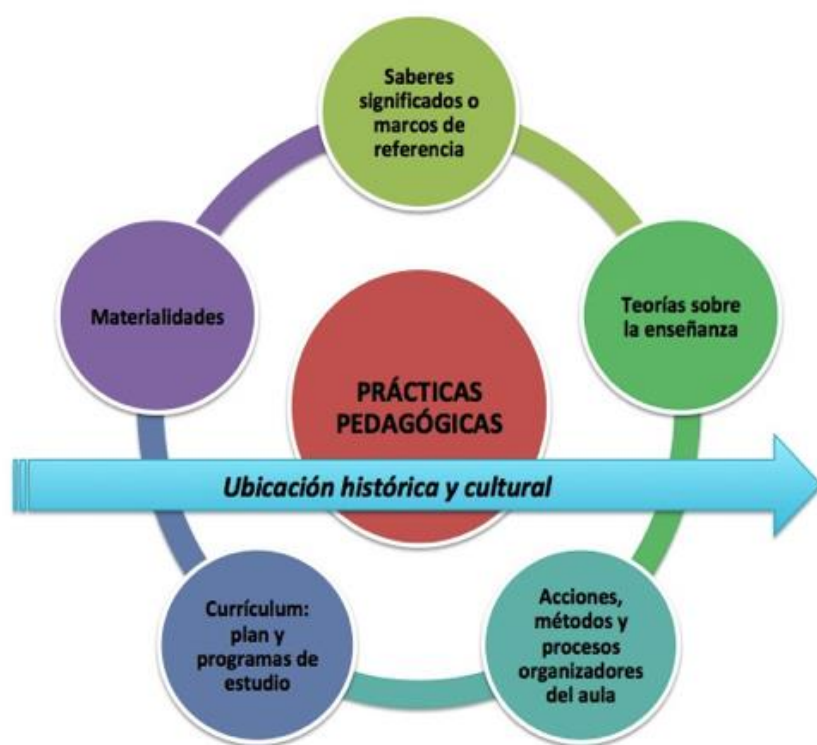 Saberes
significados o
marcos de
referencia
Materialidades
Teorías sobre
la enseñanza
PRÁCTICAS
PEDAGÓGICAS
Ubicación histórica y cultural
Currículum:
plan y
programas de
estudio
Acciones,
métodos y
procesos
organizadores
del aula